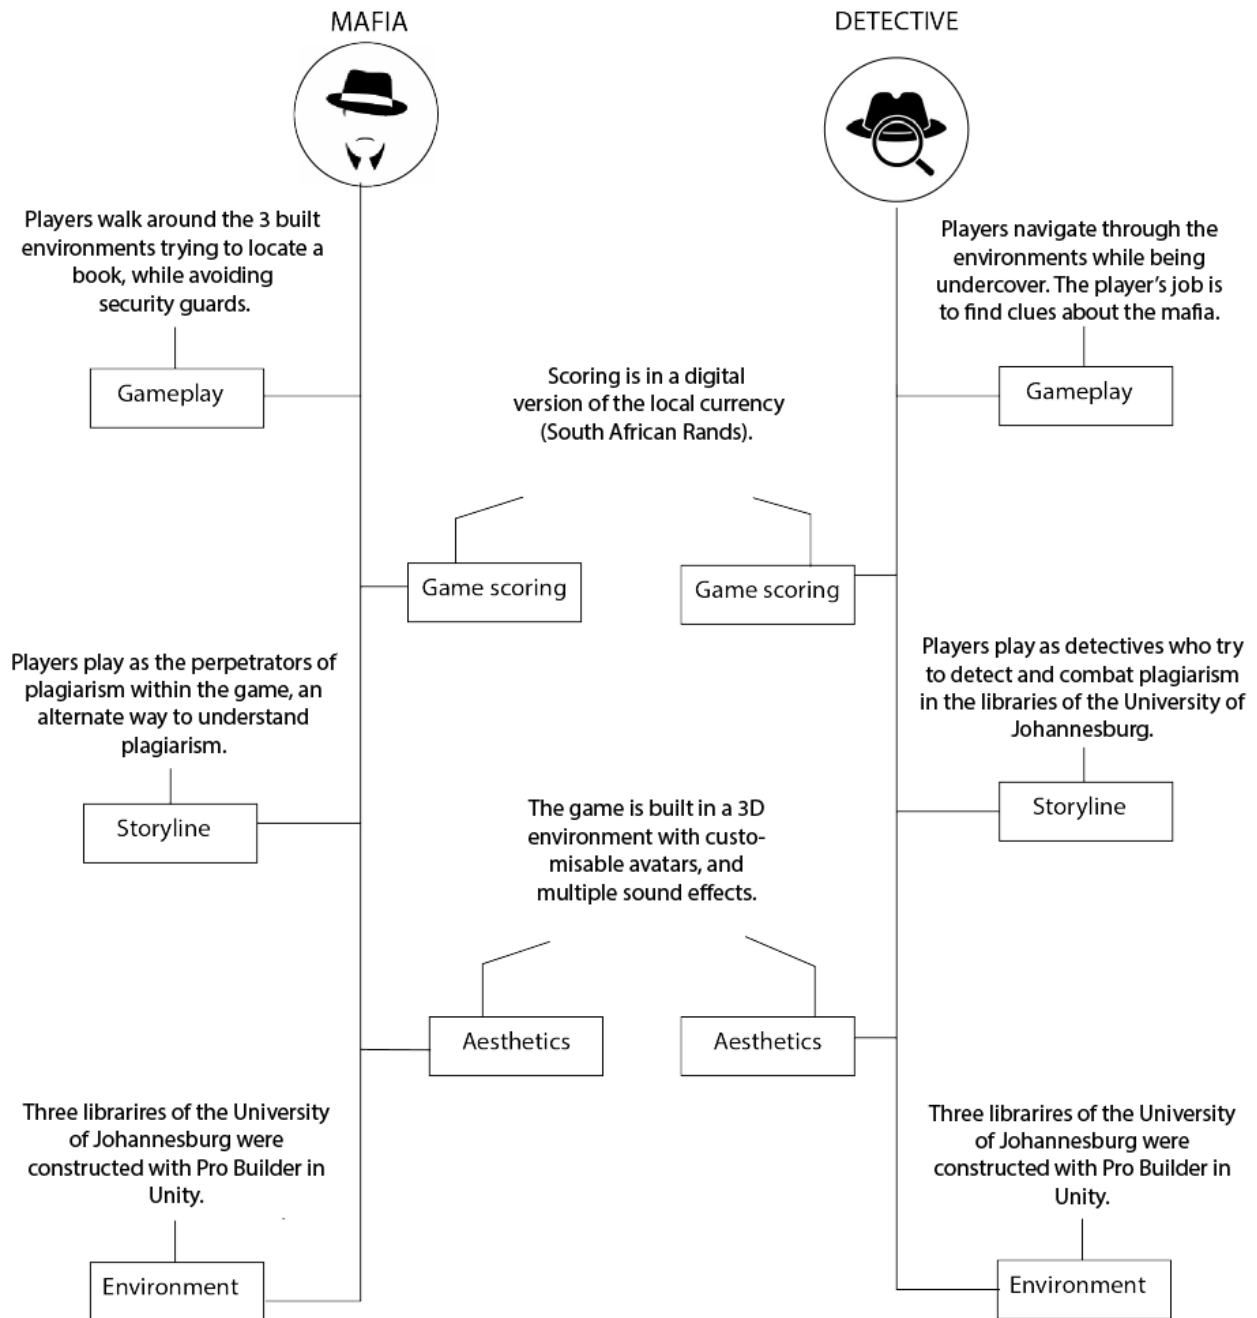 MAFIA
DETECTIVE
Players walk around the 3 built
environments trying to locate a
book, while avoiding
security guards.
Players navigate through the
environments while being
undercover. The player’s job is
to find clues about the mafia.
Gameplay
Gameplay
Scoring is in a digital
version of the local currency
(South African Rands).
Game scoring
Game scoring
Players play as the perpetrators of
plagiarism within the game, an
alternate way to understand
plagiarism.
Players play as detectives who try
to detect and combat plagiarism
in the libraries of the University of
Johannesburg.
Storyline
Storyline
The game is built in a 3D
environment with custo-
misable avatars, and
multiple sound effects.
Aesthetics
Aesthetics
Three librarires of the University
of Johannesburg were
constructed with Pro Builder in
Unity.
Three librarires of the University
of Johannesburg were
constructed with Pro Builder in
Unity.
Environment
Environment